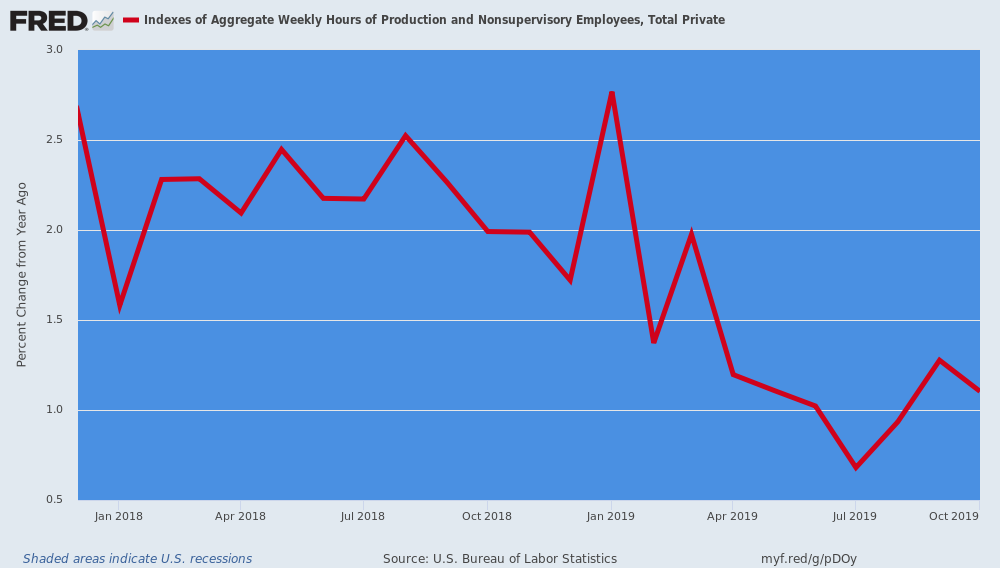 FRED
Indexes of Aggregate Weekly Hours of Production and Nonsupervisory Employees, Total Private
Percent Change from Year Ago
3.0
2.5
2.0
1.5
1.0
0.5
Jan 2018 Apr 2018 Jul 2018 Oct 2018 Jan 2019 Apr 2019 Jul 2019 Oct 2019
Shaded areas indicate U.S. recessions
Source: U.S. Bureau of Labor Statistics
myf.red/g/pDOy